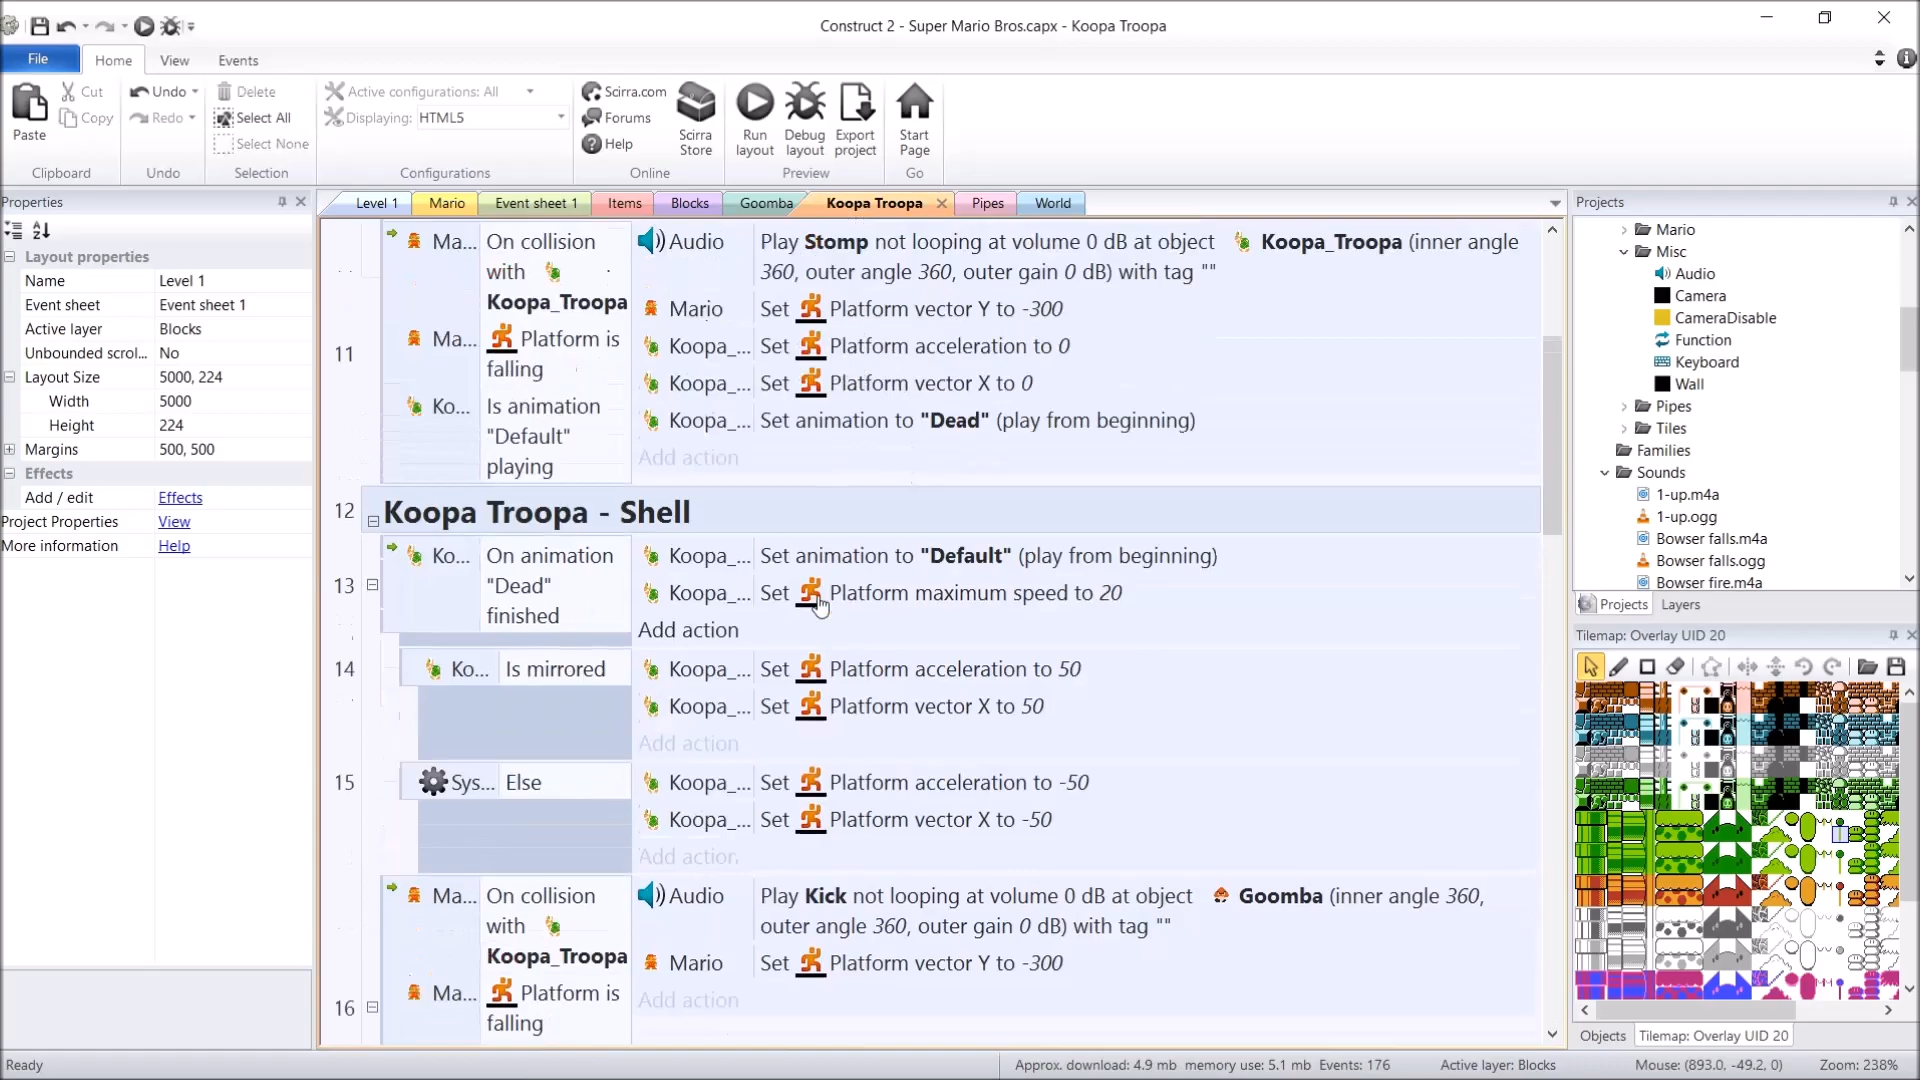 Construct 2 - Super Mario Bros.capx - Koopa Troopa
File Home View Events
Paste Cut Copy Clipboard
Undo Redo Undo
Delete Select All Select None Selection
Active configurations: All
Displaying: HTML5
Configurations
Scirra.com Forums Help Scirra Store Online
Run layout Debug layout Export project Preview
Start Page Go
Properties
Layout properties
Name Level 1
Event sheet Event sheet 1
Active layer Blocks
Unbounded scrol... No
Layout Size 5000, 224
Width 5000
Height 224
Margins 500, 500
Effects
Add / edit Effects
Project Properties View
More information Help
Level 1 Mario Event sheet 1 Items Blocks Goomba Koopa Troopa Pipes World
11
Ma... On collision with Koopa_Troopa
Ma... Platform is falling
Ko... Is animation "Default" playing
Audio Play Stomp not looping at volume 0 dB at object Koopa_Troopa (inner angle
360, outer angle 360, outer gain 0 dB) with tag ""
Mario Set Platform vector Y to -300
Koopa_... Set Platform acceleration to 0
Koopa_... Set Platform vector X to 0
Koopa_... Set animation to "Dead" (play from beginning)
Add action
12 Koopa Troopa - Shell
13 Ko... On animation "Dead" finished
Koopa_... Set animation to "Default" (play from beginning)
Koopa_... Set Platform maximum speed to 20
Add action
14 Ko... Is mirrored
Koopa_... Set Platform acceleration to 50
Koopa_... Set Platform vector X to 50
Add action
15 Sys... Else
Koopa_... Set Platform acceleration to -50
Koopa_... Set Platform vector X to -50
Add action
16
Ma... On collision with Koopa_Troopa
Ma... Platform is falling
Audio Play Kick not looping at volume 0 dB at object Goomba (inner angle 360,
outer angle 360, outer gain 0 dB) with tag ""
Mario Set Platform vector Y to -300
Add action
Projects
Mario
Misc
Audio
Camera
CameraDisable
Function
Keyboard
Wall
Pipes
Tiles
Families
Sounds
1-up.m4a
1-up.ogg
Bowser falls.m4a
Bowser falls.ogg
Bowser fire.m4a
Projects Layers
Tilemap: Overlay UID 20
Objects Tilemap: Overlay UID 20
Ready
Approx. download: 4.9 mb memory use: 5.1 mb Events: 176 Active layer: Blocks Mouse: (893.0, -49.2, 0) Zoom: 238%